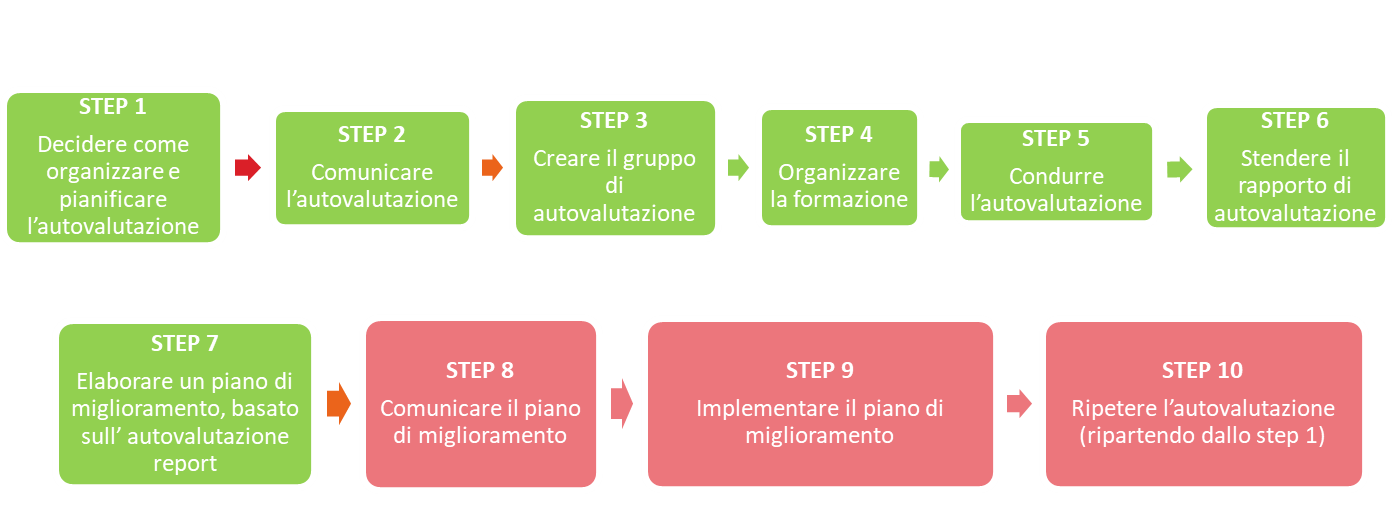 STEP 1
Decidere come
organizzare e
pianificare
l'autovalutazione
STEP 2
Comunicare
l'autovalutazione
STEP 3
Creare il gruppo
di
autovalutazione
STEP 4
Organizzare
la formazione
STEP 5
Condurre
l'autovalutazione
STEP 6
Stendere il
rapporto di
autovalutazione
STEP 7
Elaborare un piano di
miglioramento, basato
sull' autovalutazione
report
STEP 8
Comunicare il piano
di miglioramento
STEP 9
Implementare il piano di
miglioramento
STEP 10
Ripetere l'autovalutazione
(ripartendo dallo step 1)